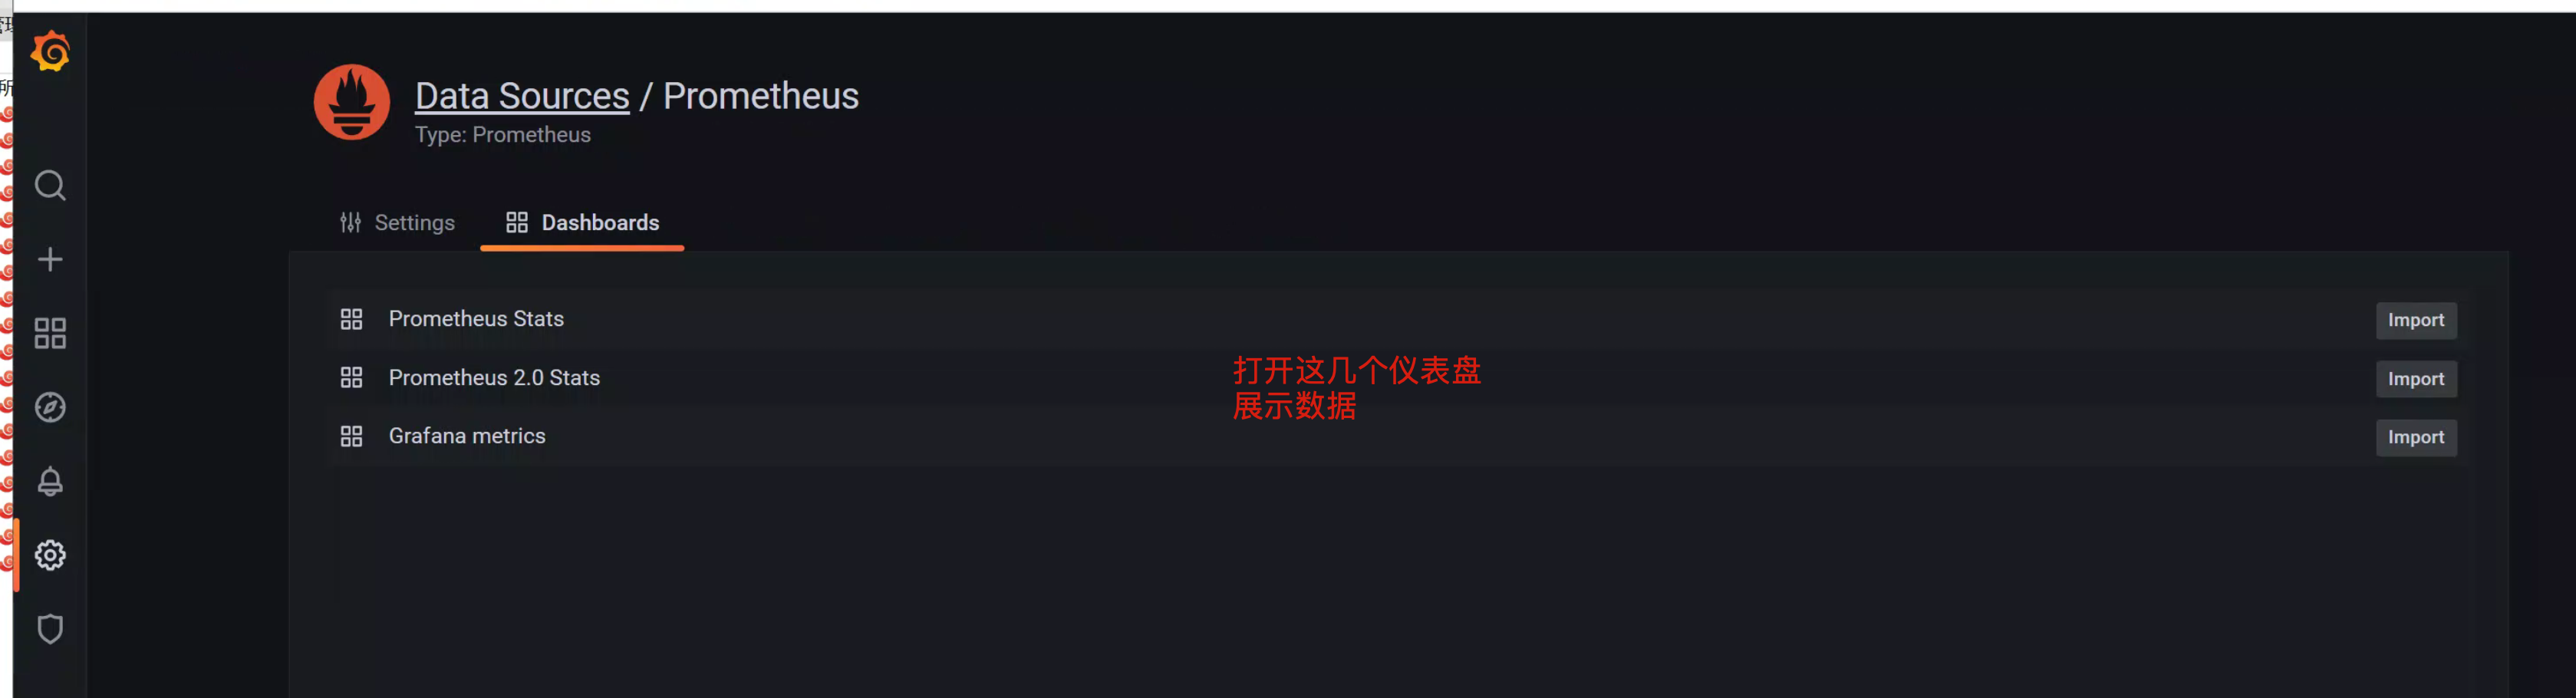 Data Sources / Prometheus
Type: Prometheus
Settings
Dashboards
Prometheus Stats
Import
Prometheus 2.0 Stats
Import
Grafana metrics
Import
打开这几个仪表盘
展示数据
所